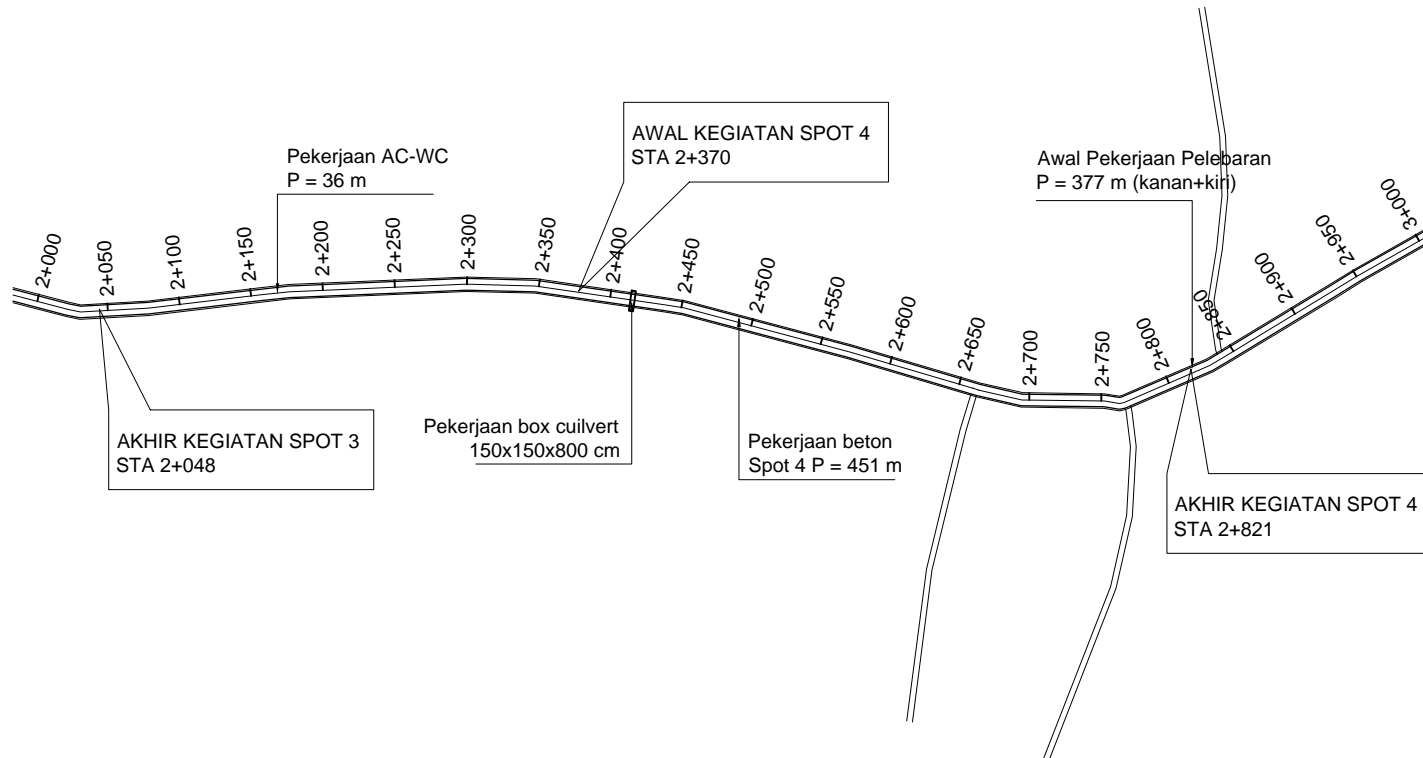 AWAL KEGIATAN SPOT 4
STA 2+370
Pekerjaan AC-WC
P = 36 m
Awal Pekerjaan Pelebaran
P = 377 m (kanan+kiri)
2+000
2+050
2+100
2+150
2+200
2+250
2+300
2+350
2+400
2+450
2+500
2+550
2+600
2+650
2+700
2+750
2+800
2+850
2+900
2+950
3+000
AKHIR KEGIATAN SPOT 3
STA 2+048
Pekerjaan box cuilvert
150x150x800 cm
Pekerjaan beton
Spot 4 P = 451 m
AKHIR KEGIATAN SPOT 4
STA 2+821